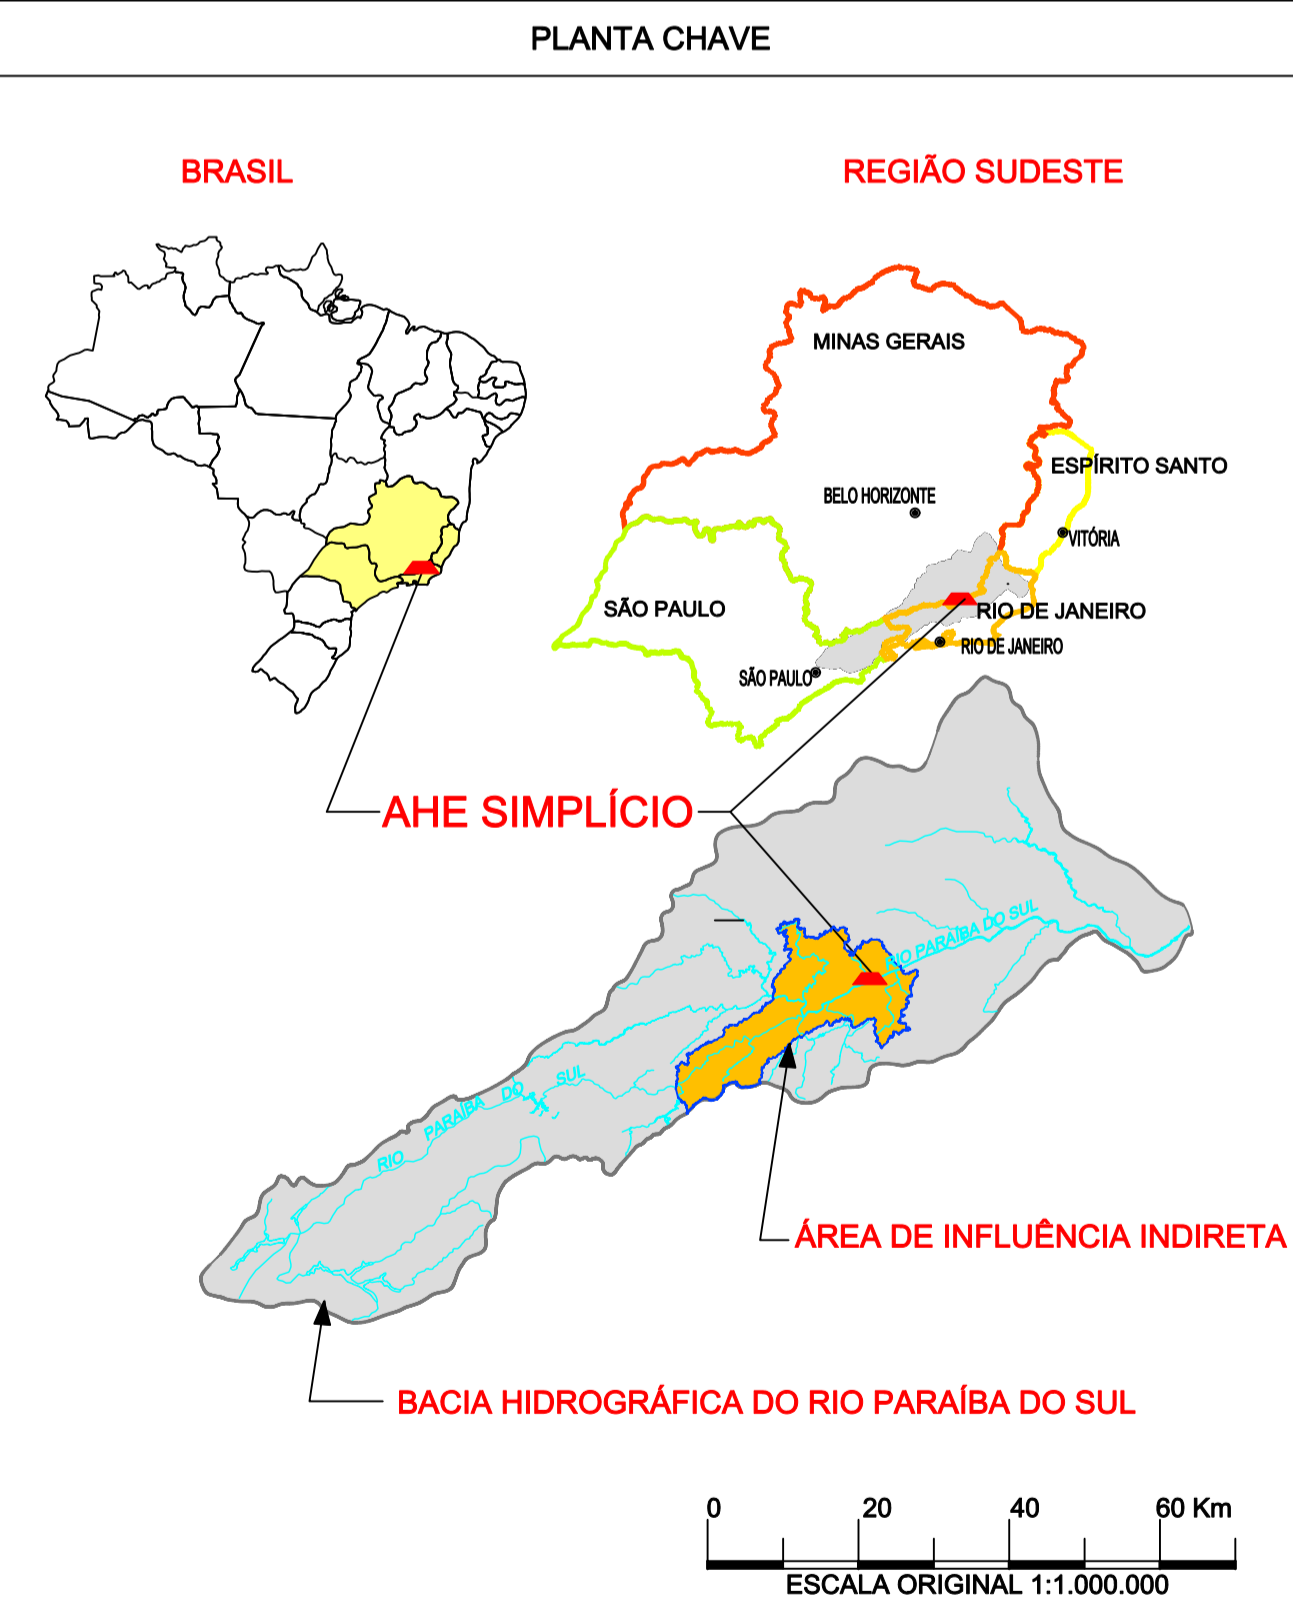 PLANTA CHAVE
BRASIL
REGIÃO SUDESTE
MINAS GERAIS
ESPÍRITO SANTO
BELO HORIZONTE
VITÓRIA
SÃO PAULO
RIO DE JANEIRO
RIO DE JANEIRO
SÃO PAULO
AHE SIMPLÍCIO
RIO PARAÍBA DO SUL
RIO PARAÍBA DO SUL
ÁREA DE INFLUÊNCIA INDIRETA
BACIA HIDROGRÁFICA DO RIO PARAÍBA DO SUL
0 20 40 60 Km
ESCALA ORIGINAL 1:1.000.000